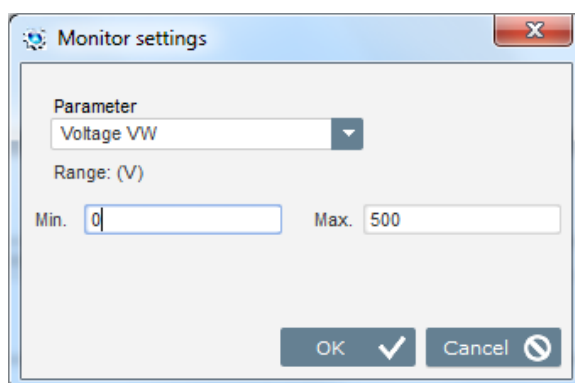 Monitor settings
Parameter
Voltage VW
Range: (V)
Min. 0 Max. 500
OK Cancel